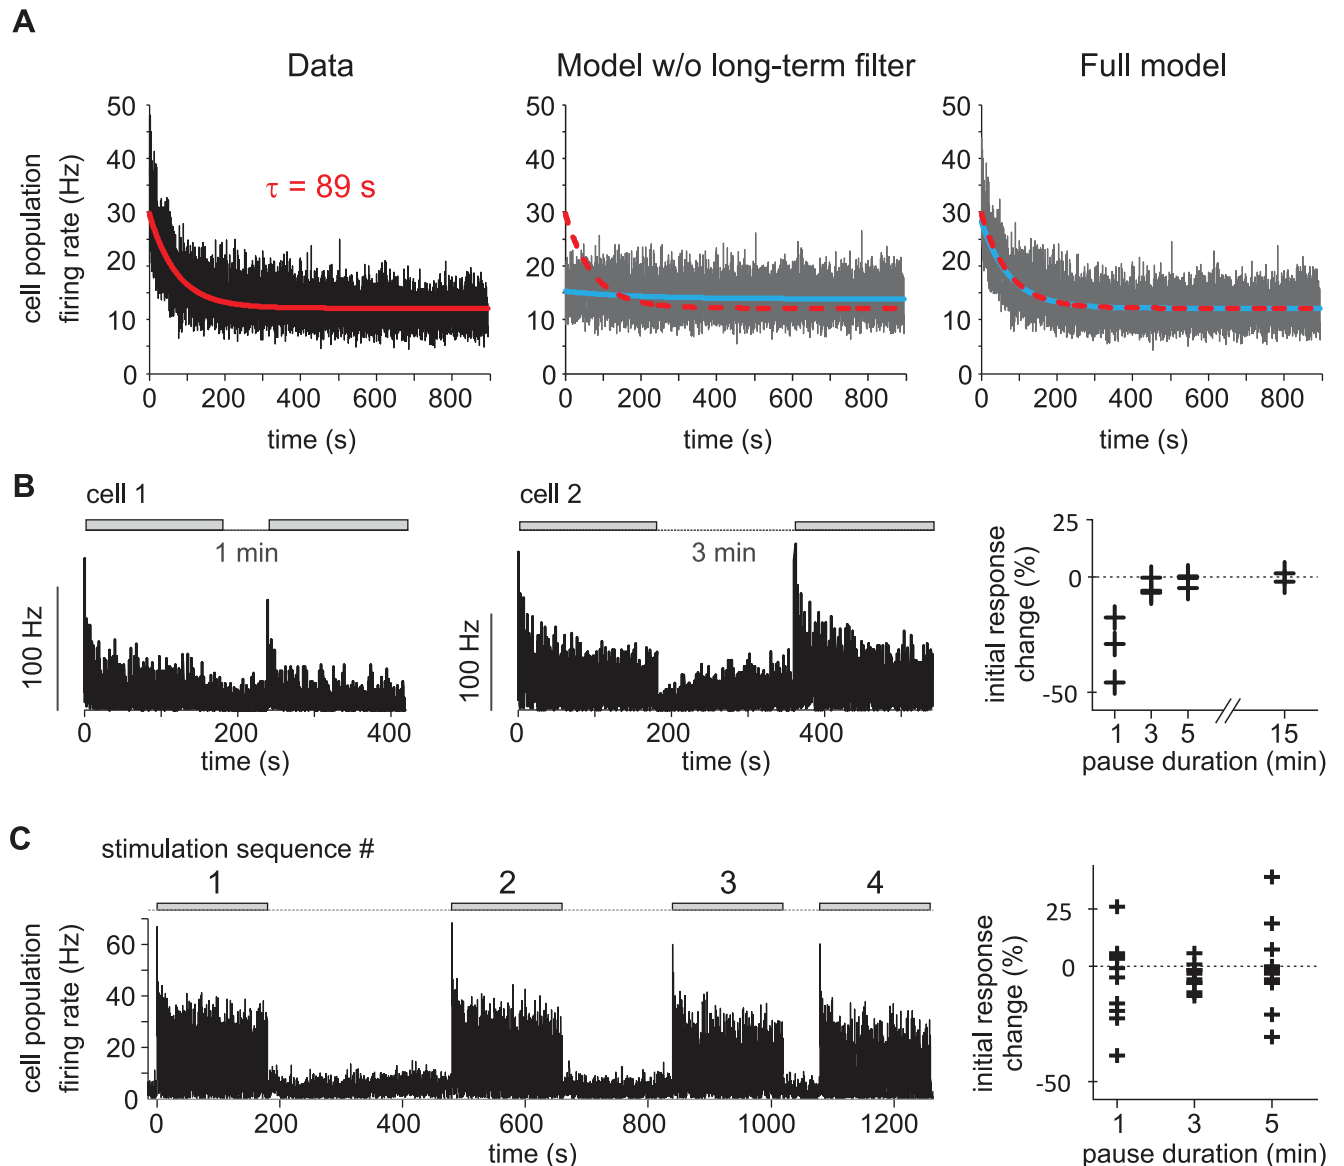 A
Data
Model w/o long-term filter
Full model
cell population
firing rate (Hz)
50
40
30
20
10
0
τ = 89 s
0 200 400 600 800
time (s)
50
40
30
20
10
0
0 200 400 600 800
time (s)
50
40
30
20
10
0
0 200 400 600 800
time (s)
B
cell 1
1 min
100 Hz
0 200 400
time (s)
cell 2
3 min
100 Hz
0 200 400
time (s)
initial response
change (%)
25
0
-50
1 3 5 15
pause duration (min)
C
stimulation sequence #
1 2 3 4
cell population
firing rate (Hz)
60
40
20
0
0 200 400 600 800 1000 1200
time (s)
initial response
change (%)
25
0
-50
1 3 5
pause duration (min)